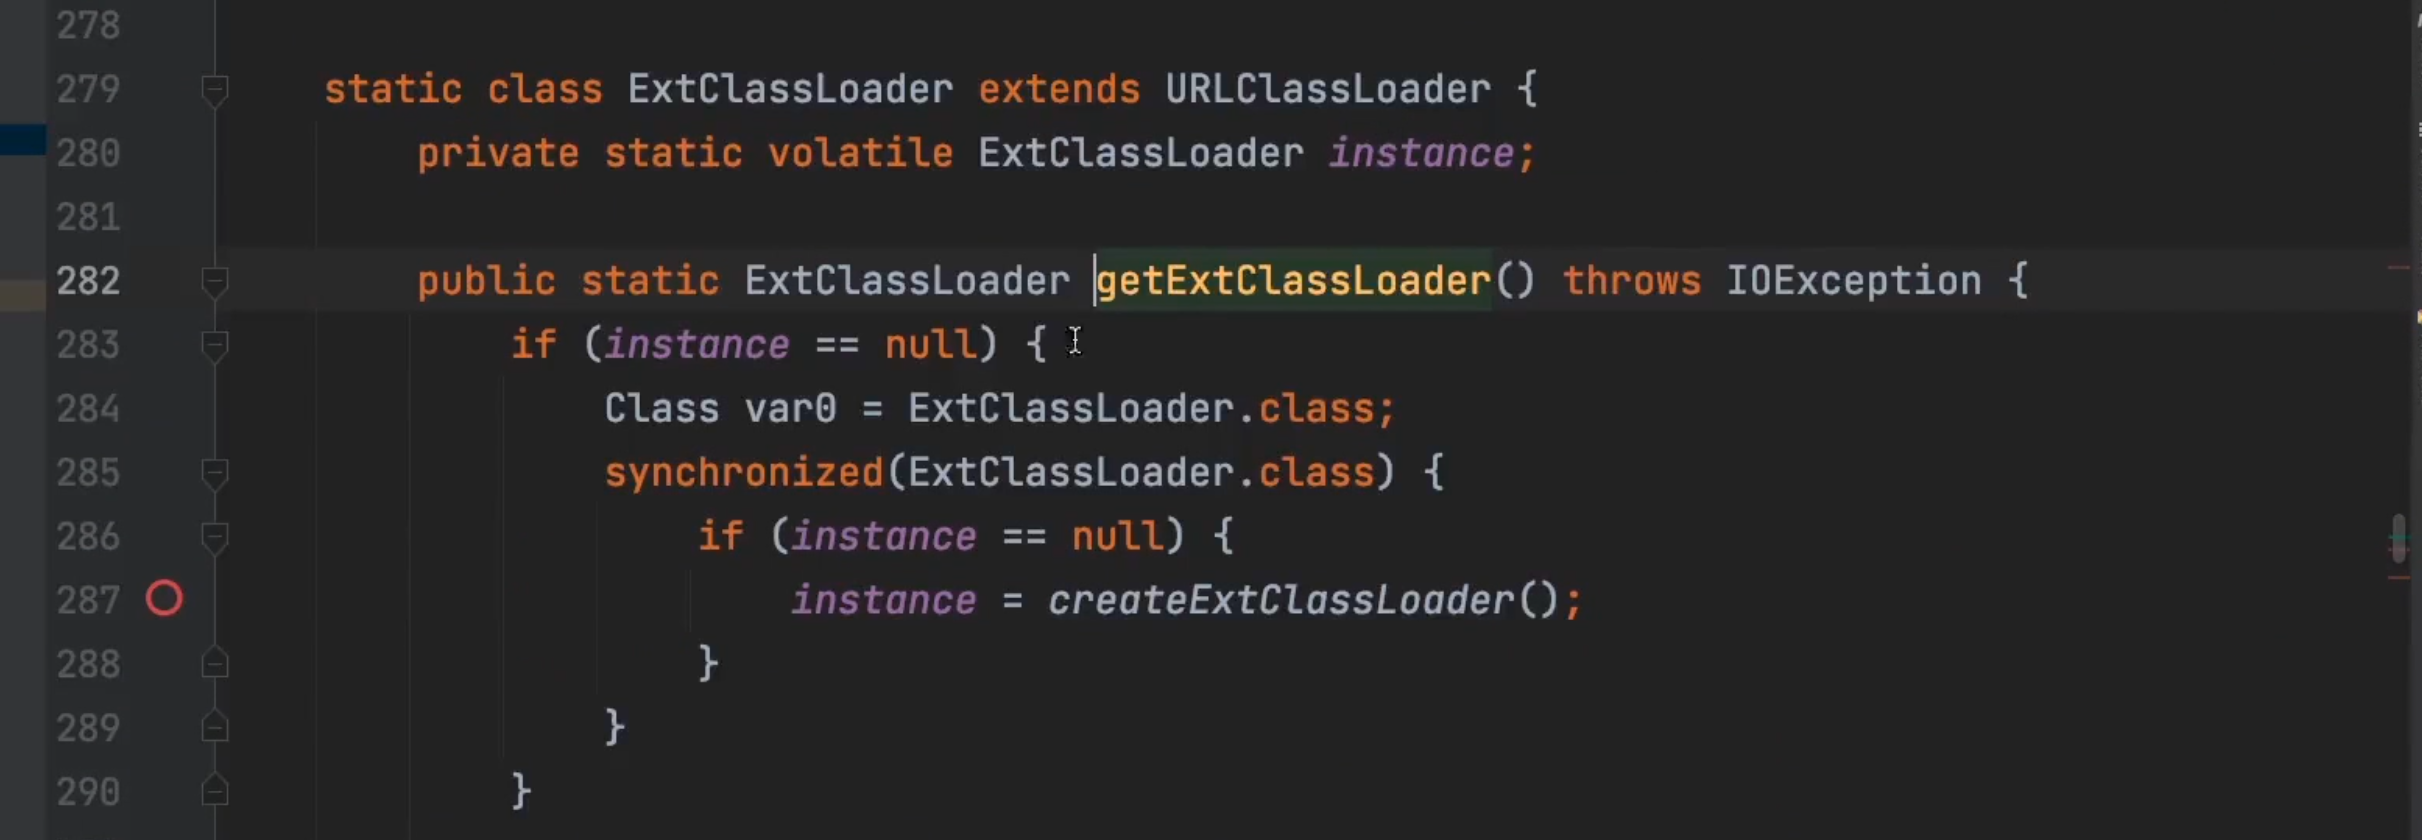 278
279 static class ExtClassLoader extends URLClassLoader {
280 private static volatile ExtClassLoader instance;
281
282 public static ExtClassLoader getExtClassLoader() throws IOException {
283 if (instance == null) {
284 Class var0 = ExtClassLoader.class;
285 synchronized(ExtClassLoader.class) {
286 if (instance == null) {
287 instance = createExtClassLoader();
288 }
289 }
290 }